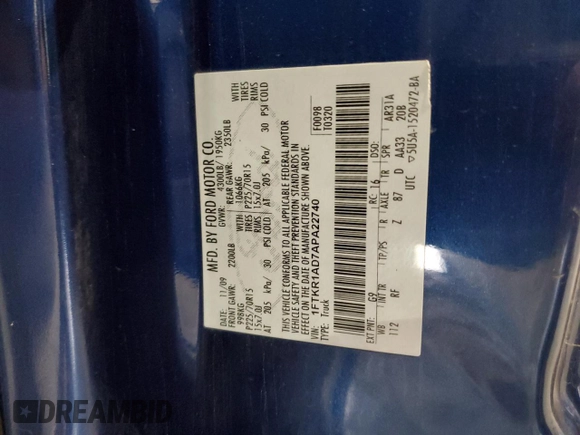 MFD. BY FORD MOTOR CO.
DATE: 11/09 GVWR: 4300LB/ 1950KG
FRONT GAWR: 2200LB REAR GAWR: 2350LB
998KG WITH 1066KG WITH
P225/70R15 TIRES P225/70R15 TIRES
15x7.0J RIMS 15x7.0J RIMS
AT 205 kPa/ 30 PSI COLD AT 205 kPa/ 30 PSI COLD
THIS VEHICLE CONFORMS TO ALL APPLICABLE FEDERAL MOTOR
VEHICLE SAFETY AND THEFT PREVENTION STANDARDS IN
EFFECT ON THE DATE OF MANUFACTURE SHOWN ABOVE.
VIN: 1FTKR1AD7APA22740 F0098
TYPE: Truck T0320
EXT PNT: G9 RC: 16 DSO:
WB INT TR TP/PS R AXLE TR SPR AR31A
112 RF Z 87 D AA33 20B
UTC ▽5U5A-1520472-BA
DREAMBID